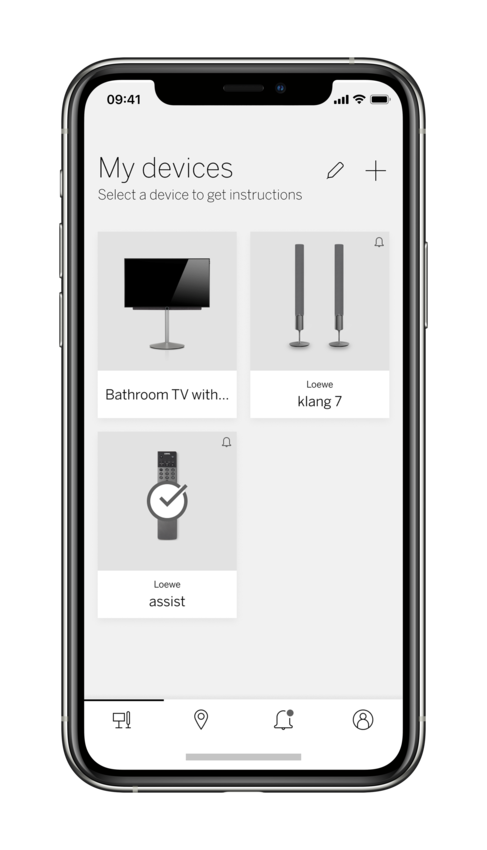 09:41
My devices
Select a device to get instructions
Bathroom TV with...
Loewe
klang 7
Loewe
assist